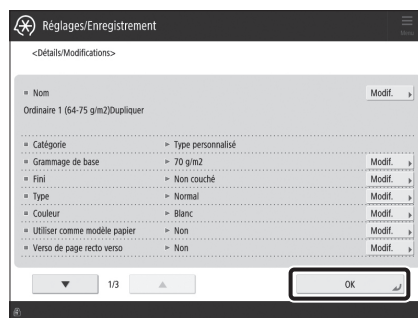 Réglages/Enregistrement
Menu
<Détails/Modifications>
Nom Modif.
Ordinaire 1 (64-75 g/m2)Dupliquer
Catégorie Type personnalisé
Grammage de base 70 g/m2 Modif.
Fini Non couché Modif.
Type Normal Modif.
Couleur Blanc Modif.
Utiliser comme modèle papier Non Modif.
Verso de page recto verso Non Modif.
1/3 OK